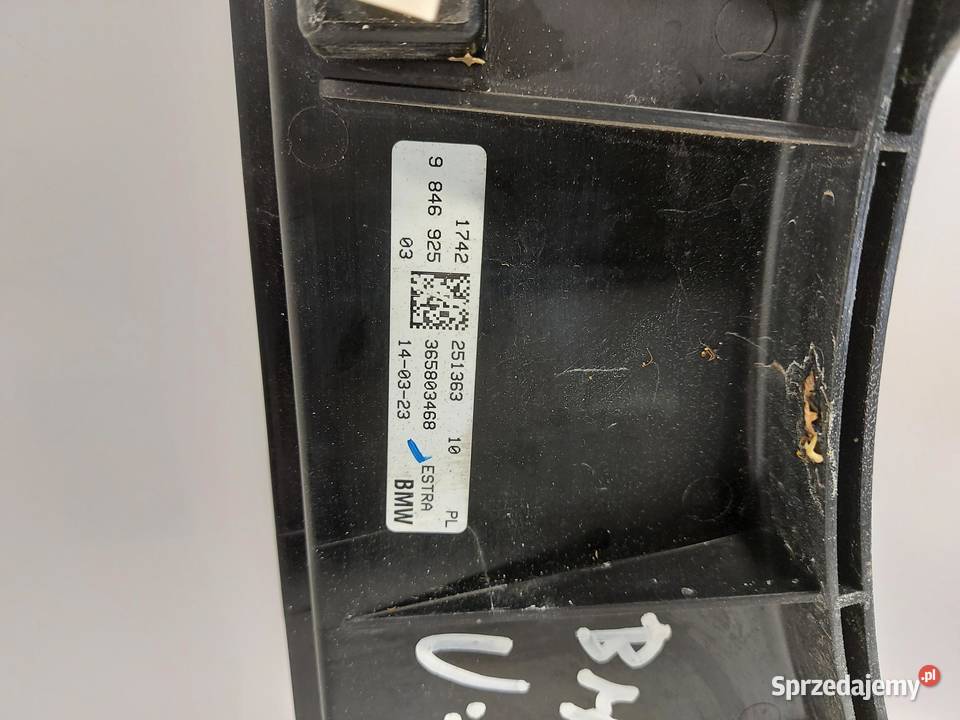 1742 251363 10 PL
9 846 925 365803468 ESTRA
03 14-03-23 BMW
Sprzedajemy.pl